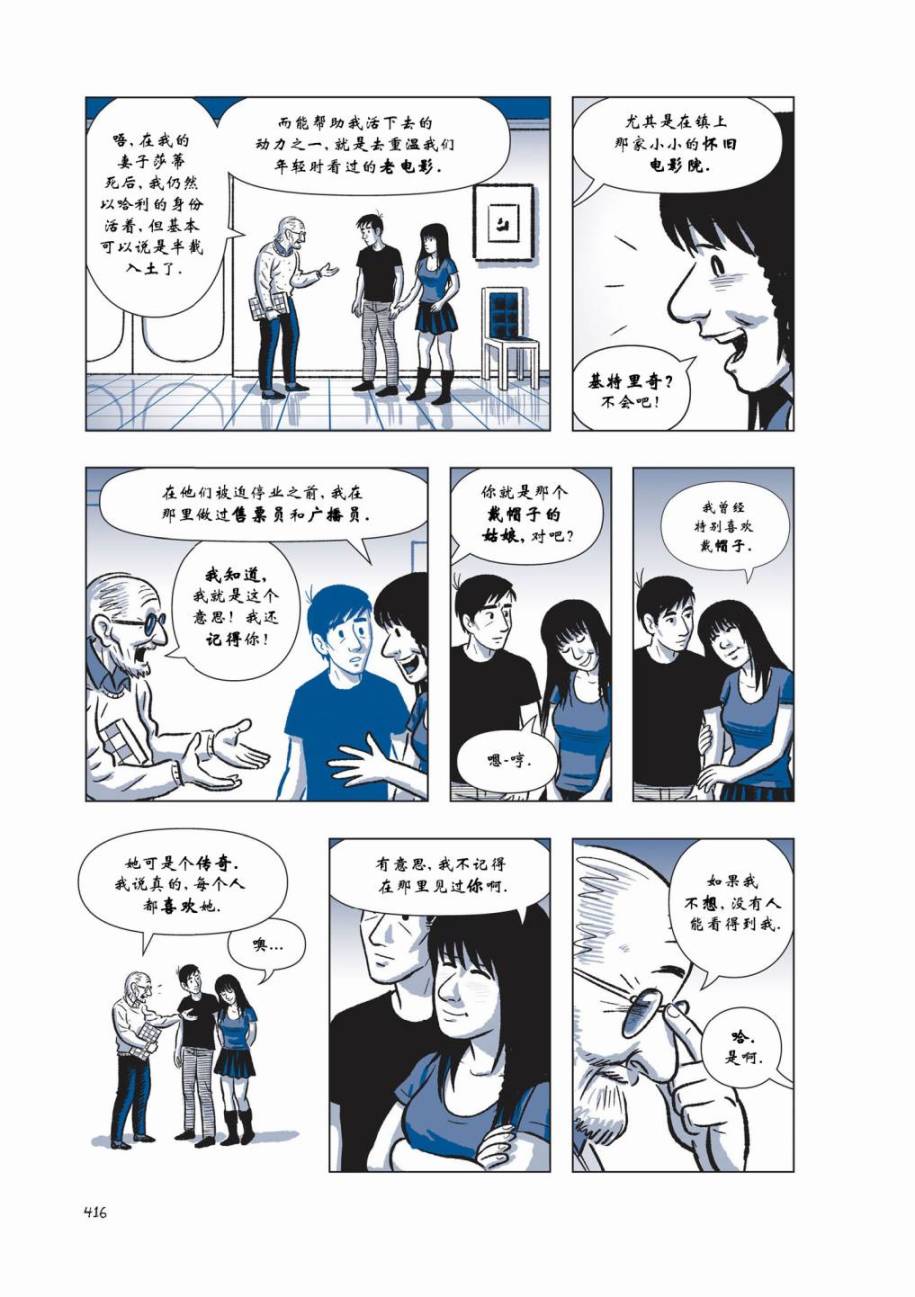 唔,在我的
妻子莎蒂
死后,我仍然
以哈利的身份
活着,但基本
可以说是半截
入土了.
而能帮助我活下去的
动力之一,就是去重温我们
年轻时看过的老电影.
尤其是在镇上
那家小小的怀旧
电影院.
基特里奇?
不会吧!
在他们被迫停业之前,我在
那里做过售票员和广播员.
我知道,
我就是这个
意思!我还
记得你!
你就是那个
戴帽子的
姑娘,对吧?
嗯-哼.
我曾经
特别喜欢
戴帽子.
她可是个传奇.
我说真的,每个人
都喜欢她.
噢...
有意思,我不记得
在那里见过你啊.
如果我
不想,没有人
能看得到我.
哈.
是啊.
416